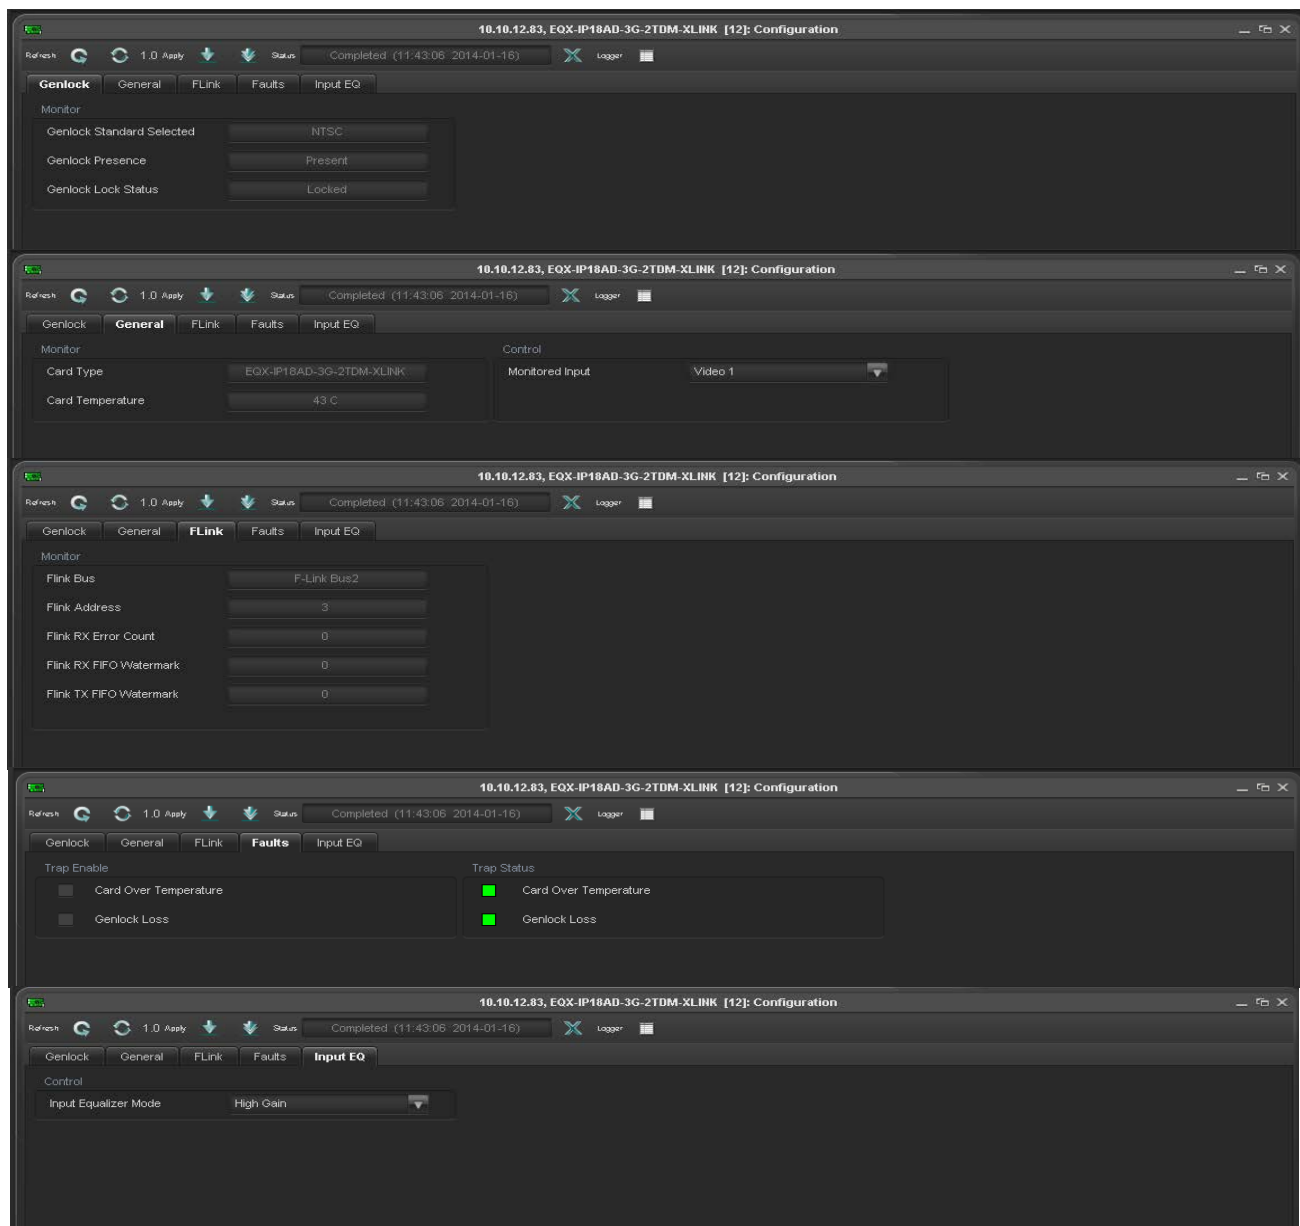 10.10.12.83, EQX-IP18AD-3G-2TDM-XLINK [12]: Configuration
Refresh 1.0 Apply Status Completed (11:43:06 2014-01-16) Logger
Genlock General FLink Faults Input EQ
Monitor
Genlock Standard Selected NTSC
Genlock Presence Present
Genlock Lock Status Locked
10.10.12.83, EQX-IP18AD-3G-2TDM-XLINK [12]: Configuration
Refresh 1.0 Apply Status Completed (11:43:06 2014-01-16) Logger
Genlock General FLink Faults Input EQ
Monitor Control
Card Type EQX-IP18AD-3G-2TDM-XLINK Monitored Input Video 1
Card Temperature 43 C
10.10.12.83, EQX-IP18AD-3G-2TDM-XLINK [12]: Configuration
Refresh 1.0 Apply Status Completed (11:43:06 2014-01-16) Logger
Genlock General FLink Faults Input EQ
Monitor
Flink Bus F-Link Bus2
Flink Address 3
Flink RX Error Count 0
Flink RX FIFO Watermark 0
Flink TX FIFO Watermark 0
10.10.12.83, EQX-IP18AD-3G-2TDM-XLINK [12]: Configuration
Refresh 1.0 Apply Status Completed (11:43:06 2014-01-16) Logger
Genlock General FLink Faults Input EQ
Trap Enable Trap Status
Card Over Temperature Card Over Temperature
Genlock Loss Genlock Loss
10.10.12.83, EQX-IP18AD-3G-2TDM-XLINK [12]: Configuration
Refresh 1.0 Apply Status Completed (11:43:06 2014-01-16) Logger
Genlock General FLink Faults Input EQ
Control
Input Equalizer Mode High Gain